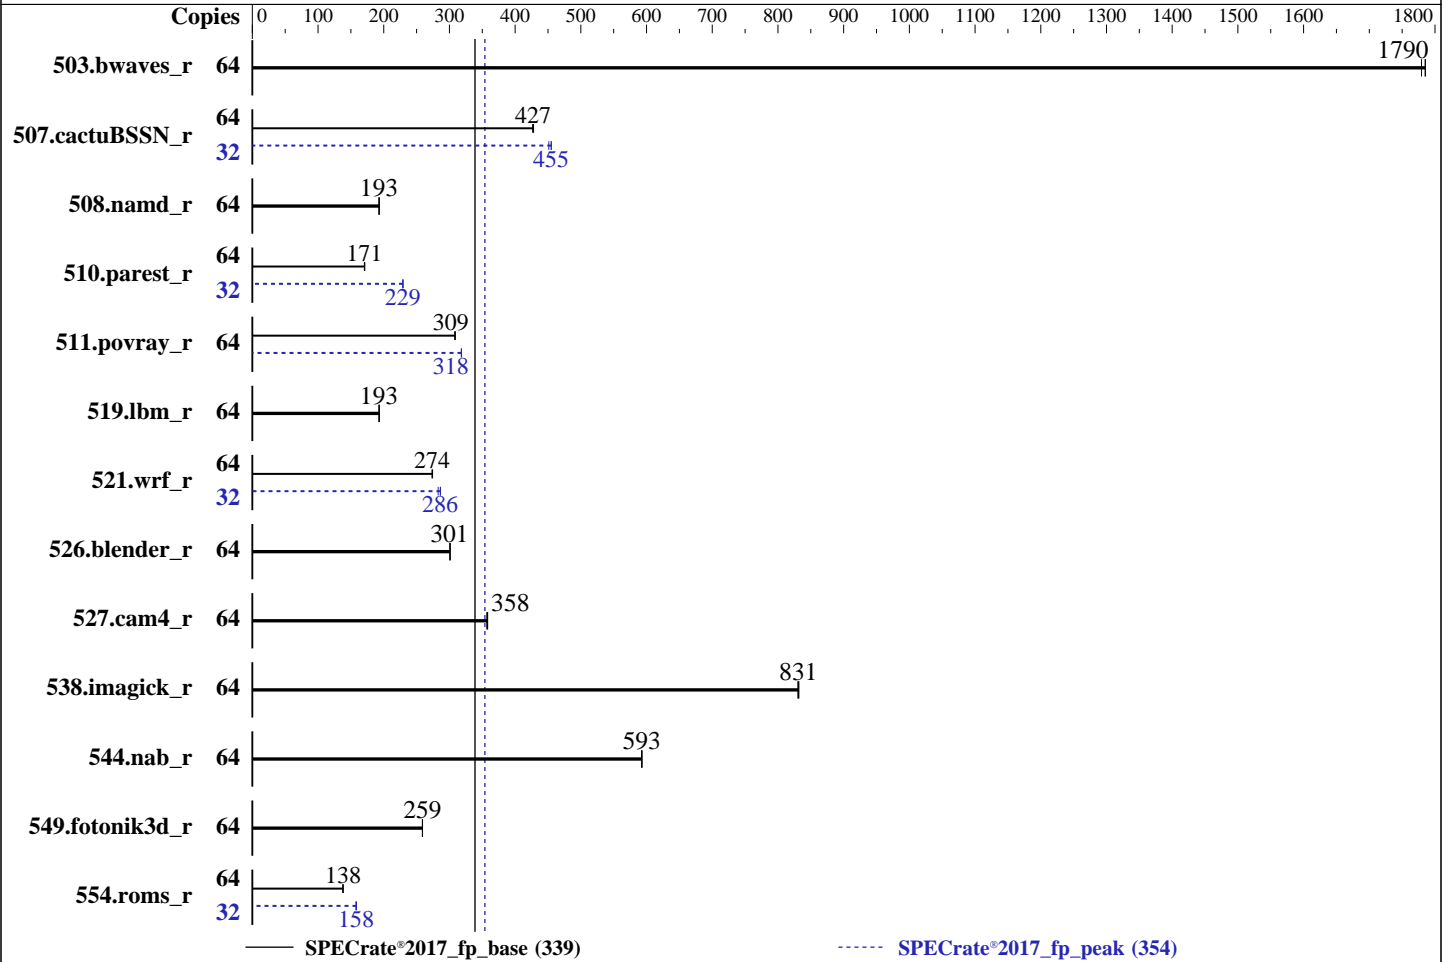 Copies 0 100 200 300 400 500 600 700 800 900 1000 1100 1200 1300 1400 1500 1600 1800
503.bwaves_r 64 1790
507.cactuBSSN_r 64 427
32 455
508.namd_r 64 193
510.parest_r 64 171
32 229
511.povray_r 64 309
318
519.lbm_r 64 193
521.wrf_r 64 274
32 286
526.blender_r 64 301
527.cam4_r 64 358
538.imagick_r 64 831
544.nab_r 64 593
549.fotonik3d_r 64 259
554.roms_r 64 138
32 158
SPECrate®2017_fp_base (339) SPECrate®2017_fp_peak (354)